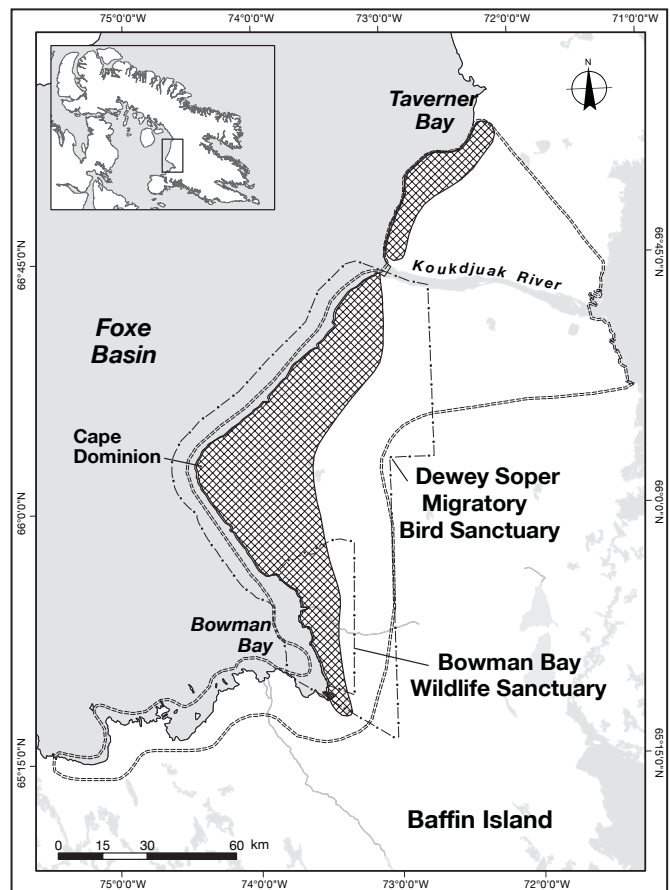 75°0'0"W
74°0'0"W
73°0'0"W
72°0'0"W
71°0'0"W
N
Taverner
Bay
66°45'0"N
66°45'0"N
Koukdjuak River
Foxe
Basin
Cape
Dominion
Dewey Soper
Migratory
Bird Sanctuary
66°0'0"N
66°0'0"N
Bowman
Bay
Bowman Bay
Wildlife Sanctuary
65°15'0"N
65°15'0"N
Baffin Island
0 15 30 60 km
75°0'0"W
74°0'0"W
73°0'0"W
72°0'0"W